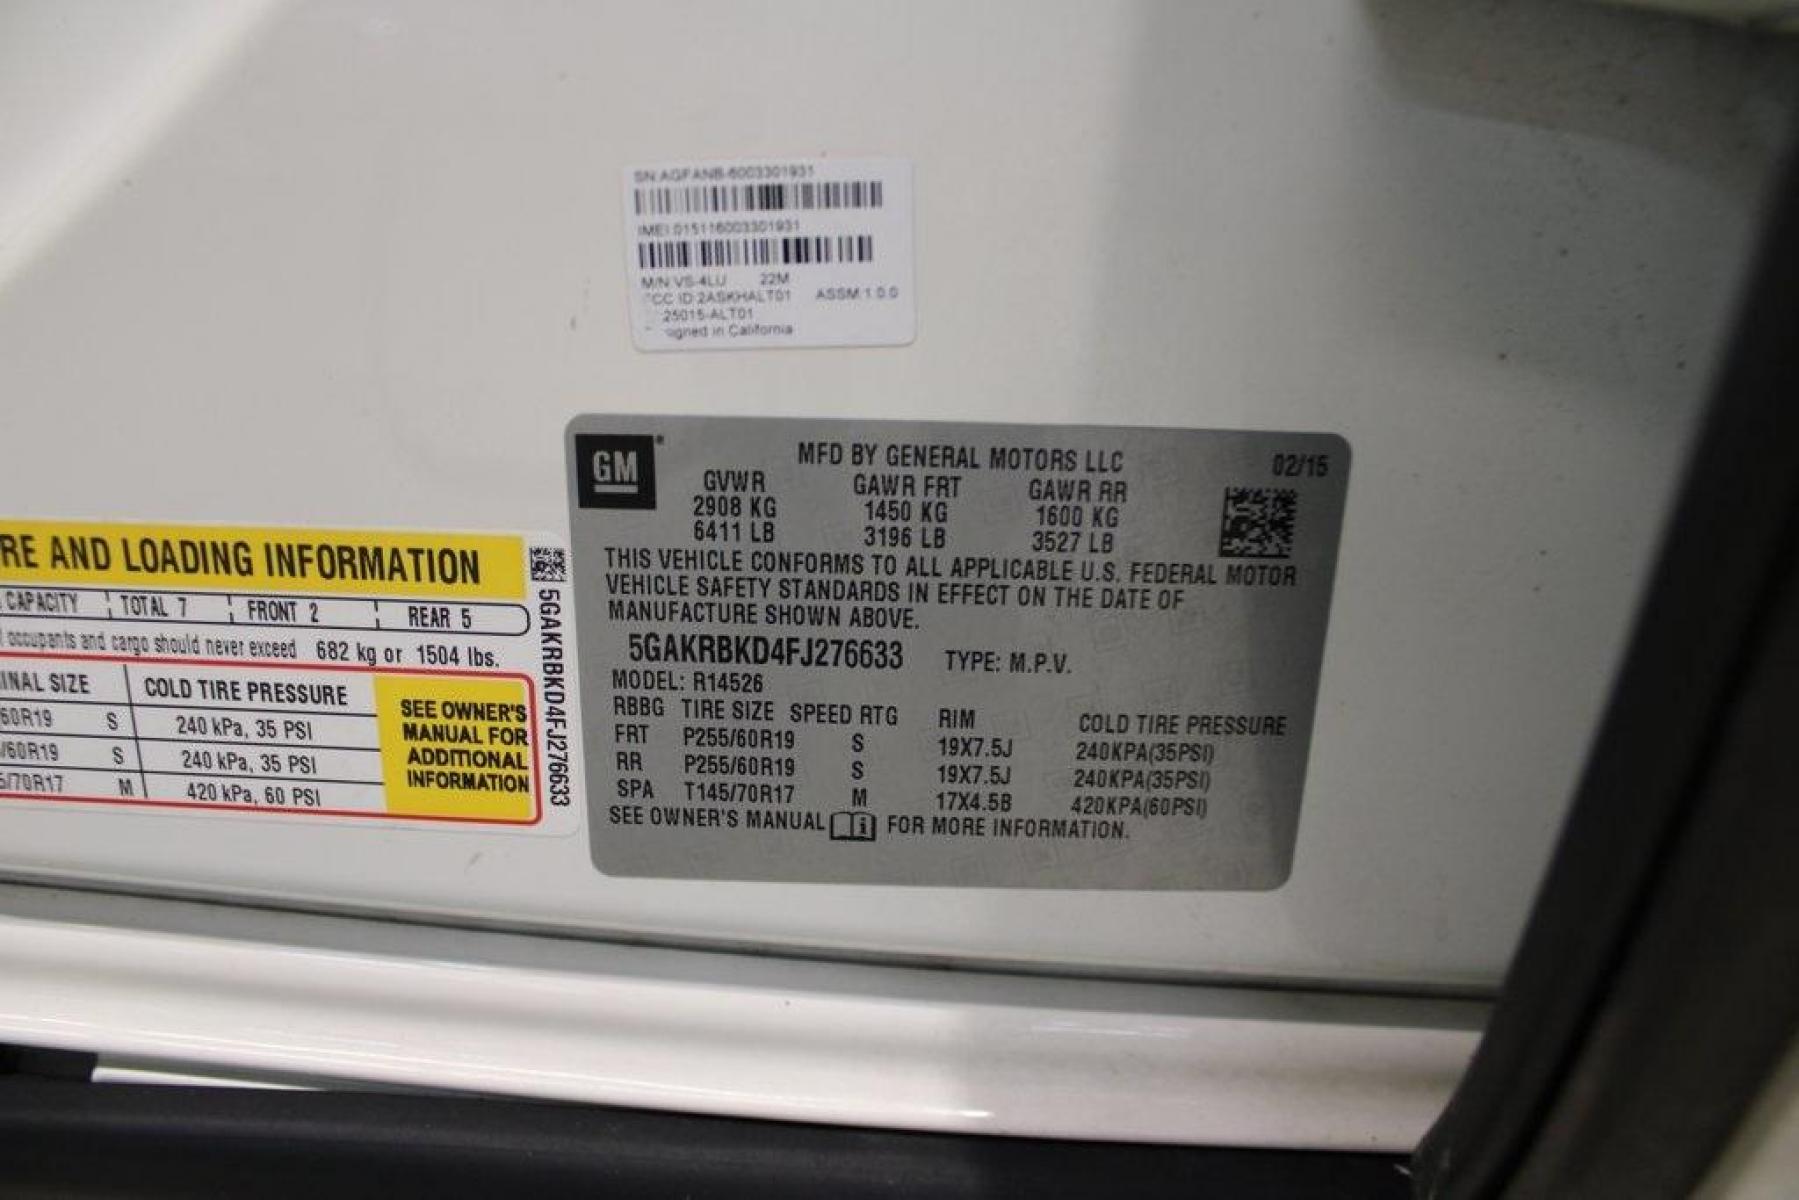 SN AGFANB-6003301931
IMEI 015116003301931
M/N VS-4LU 22M
CC ID:2ASKHALT01 ASSM:1.0.0
25015-ALT01
igned in California
GM
MFD BY GENERAL MOTORS LLC 02/15
GVWR GAWR FRT GAWR RR
2908 KG 1450 KG 1600 KG
6411 LB 3196 LB 3527 LB
THIS VEHICLE CONFORMS TO ALL APPLICABLE U.S. FEDERAL MOTOR
VEHICLE SAFETY STANDARDS IN EFFECT ON THE DATE OF
MANUFACTURE SHOWN ABOVE.
5GAKRBKD4FJ276633 TYPE: M.P.V.
MODEL: R14526
RBBG TIRE SIZE SPEED RTG RIM COLD TIRE PRESSURE
FRT P255/60R19 S 19X7.5J 240KPA(35PSI)
RR P255/60R19 S 19X7.5J 240KPA(35PSI)
SPA T145/70R17 M 17X4.5B 420KPA(60PSI)
SEE OWNER'S MANUAL FOR MORE INFORMATION.
RE AND LOADING INFORMATION
CAPACITY TOTAL 7 FRONT 2 REAR 5
occupants and cargo should never exceed 682 kg or 1504 lbs.
INAL SIZE COLD TIRE PRESSURE
60R19 S 240 kPa, 35 PSI
/60R19 S 240 kPa, 35 PSI
5/70R17 M 420 kPa, 60 PSI
SEE OWNER'S
MANUAL FOR
ADDITIONAL
INFORMATION
5GAKRBKD4FJ276633